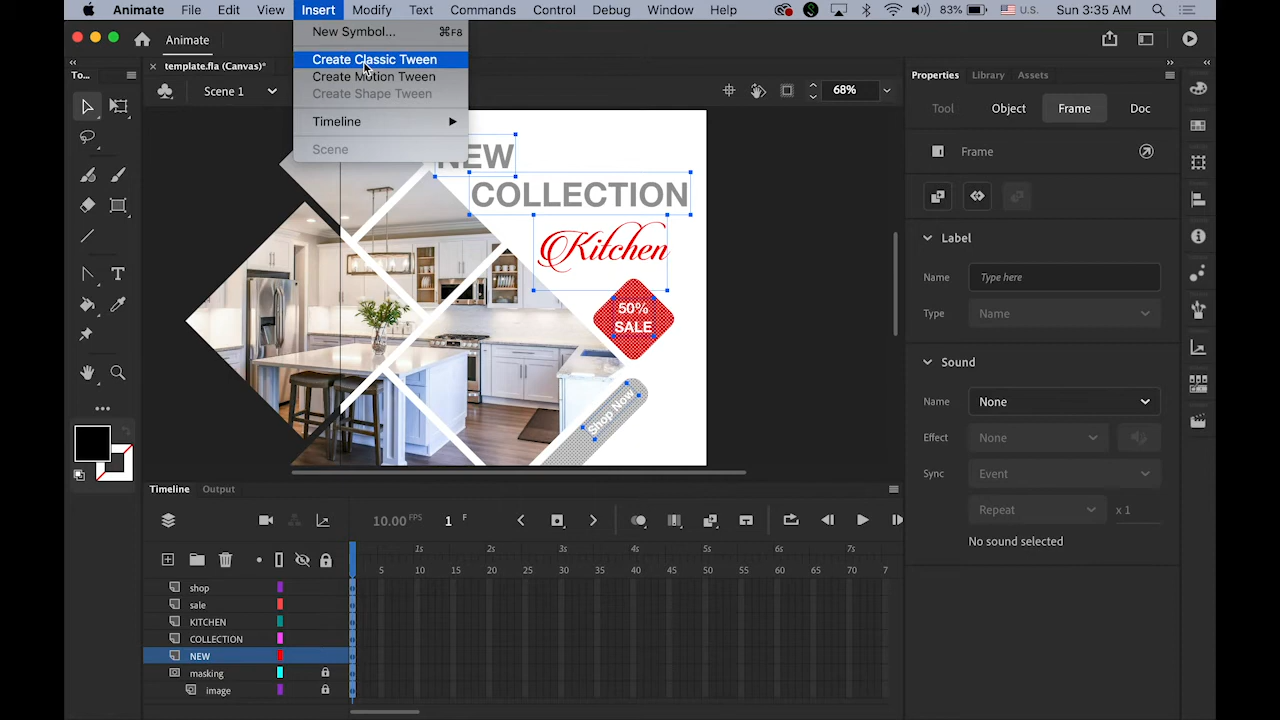 Animate File Edit View Insert Modify Text Commands Control Debug Window Help 83% U.S. Sun 3:35 AM
New Symbol... ⌘F8
Create Classic Tween
Create Motion Tween
Create Shape Tween
Timeline
Scene
Animate
To...
template.fla (Canvas)*
Scene 1
68%
NEW
COLLECTION
Kitchen
50%
SALE
Shop Now
Properties Library Assets
Tool Object Frame Doc
Frame
Label
Name Type here
Type Name
Sound
Name None
Effect None
Sync Event
Repeat x 1
No sound selected
Timeline Output
10.00 FPS 1 F
1s 2s 3s 4s 5s 6s 7s
5 10 15 20 25 30 35 40 45 50 55 60 65 70 7
shop
sale
KITCHEN
COLLECTION
NEW
masking
image